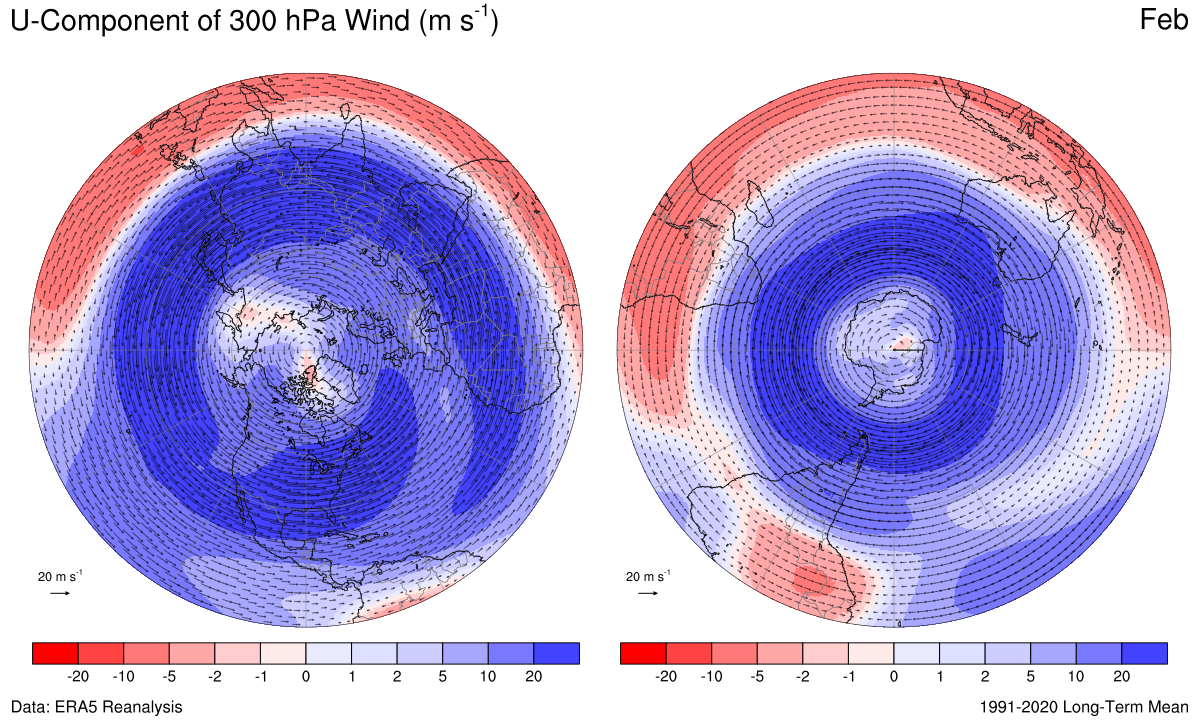 U-Component of 300 hPa Wind (m s⁻¹)
Feb
20 m s⁻¹
20 m s⁻¹
-20 -10 -5 -2 -1 0 1 2 5 10 20
-20 -10 -5 -2 -1 0 1 2 5 10 20
Data: ERA5 Reanalysis
1991-2020 Long-Term Mean